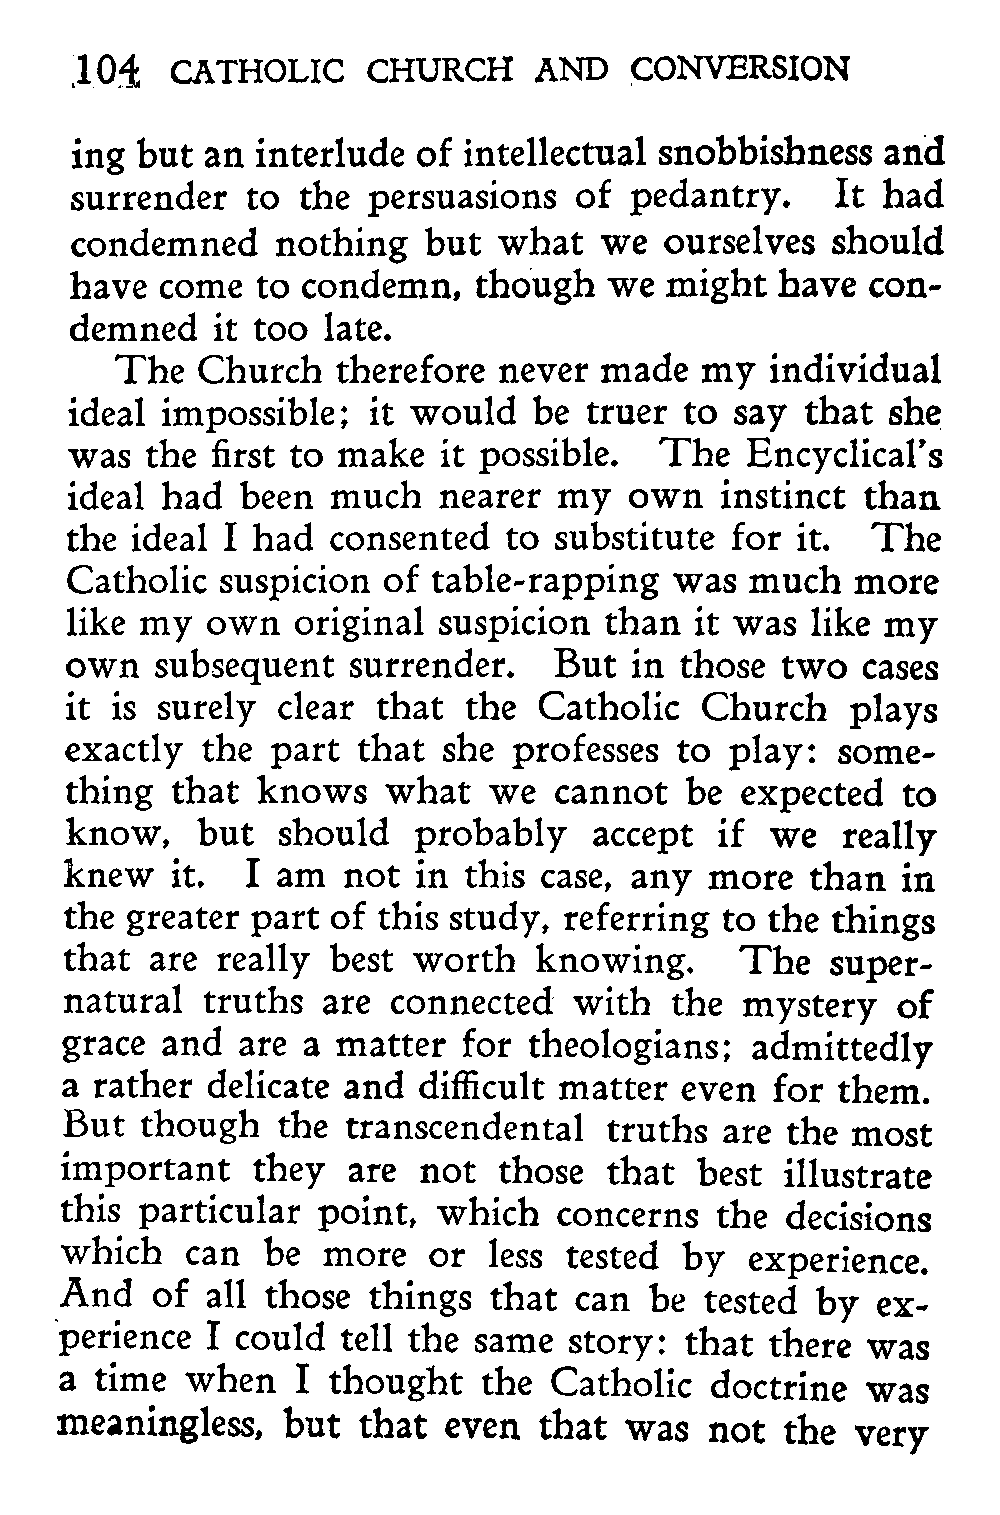 104 CATHOLIC CHURCH AND CONVERSION
ing but an interlude of intellectual snobbishness and
surrender to the persuasions of pedantry. It had
condemned nothing but what we ourselves should
have come to condemn, though we might have con-
demned it too late.
The Church therefore never made my individual
ideal impossible; it would be truer to say that she
was the first to make it possible. The Encyclical's
ideal had been much nearer my own instinct than
the ideal I had consented to substitute for it. The
Catholic suspicion of table-rapping was much more
like my own original suspicion than it was like my
own subsequent surrender. But in those two cases
it is surely clear that the Catholic Church plays
exactly the part that she professes to play: some-
thing that knows what we cannot be expected to
know, but should probably accept if we really
knew it. I am not in this case, any more than in
the greater part of this study, referring to the things
that are really best worth knowing. The super-
natural truths are connected with the mystery of
grace and are a matter for theologians; admittedly
a rather delicate and difficult matter even for them.
But though the transcendental truths are the most
important they are not those that best illustrate
this particular point, which concerns the decisions
which can be more or less tested by experience.
And of all those things that can be tested by ex-
perience I could tell the same story: that there was
a time when I thought the Catholic doctrine was
meaningless, but that even that was not the very